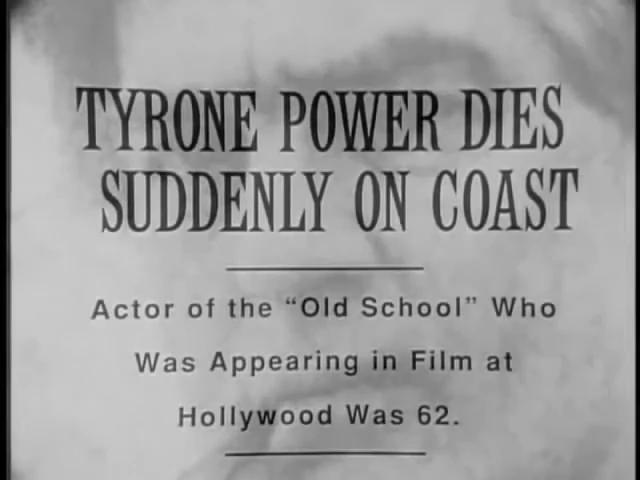 TYRONE POWER DIES
SUDDENLY ON COAST
Actor of the “Old School” Who
Was Appearing in Film at
Hollywood Was 62.